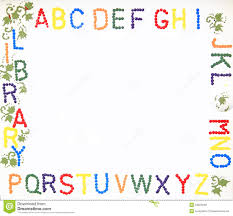 ABCDEFGHI
JKL
MNO
LIBRARY
PQRSTUVWXYZ